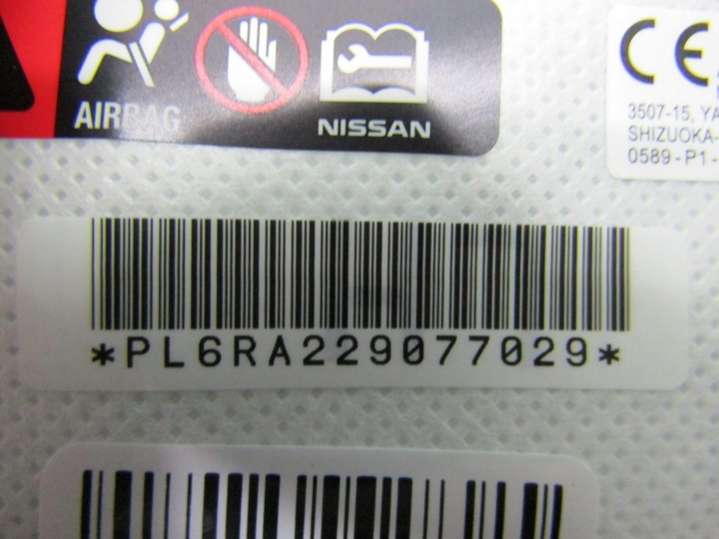 AIRBAG
NISSAN
CE
3507-15, YA
SHIZUOKA-
0589-P1-
*PL6RA229077029*